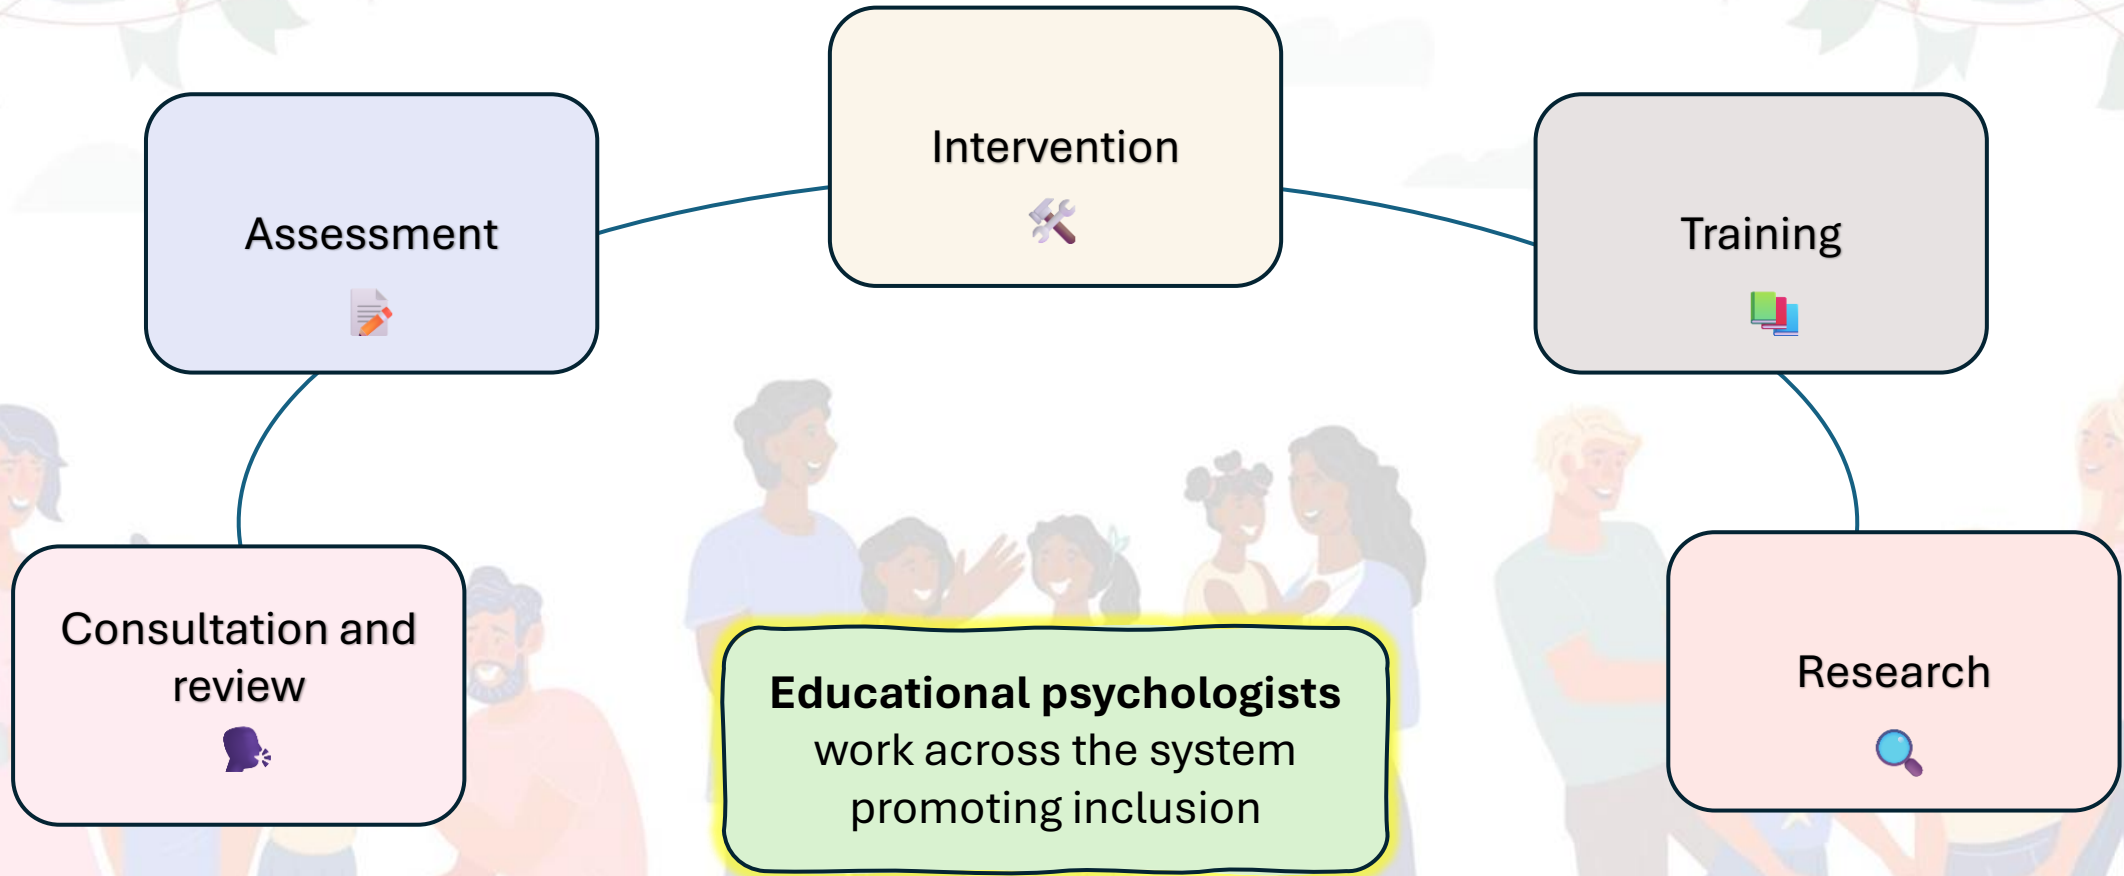 Intervention
Assessment
Training
Consultation and
review
Educational psychologists
work across the system
promoting inclusion
Research